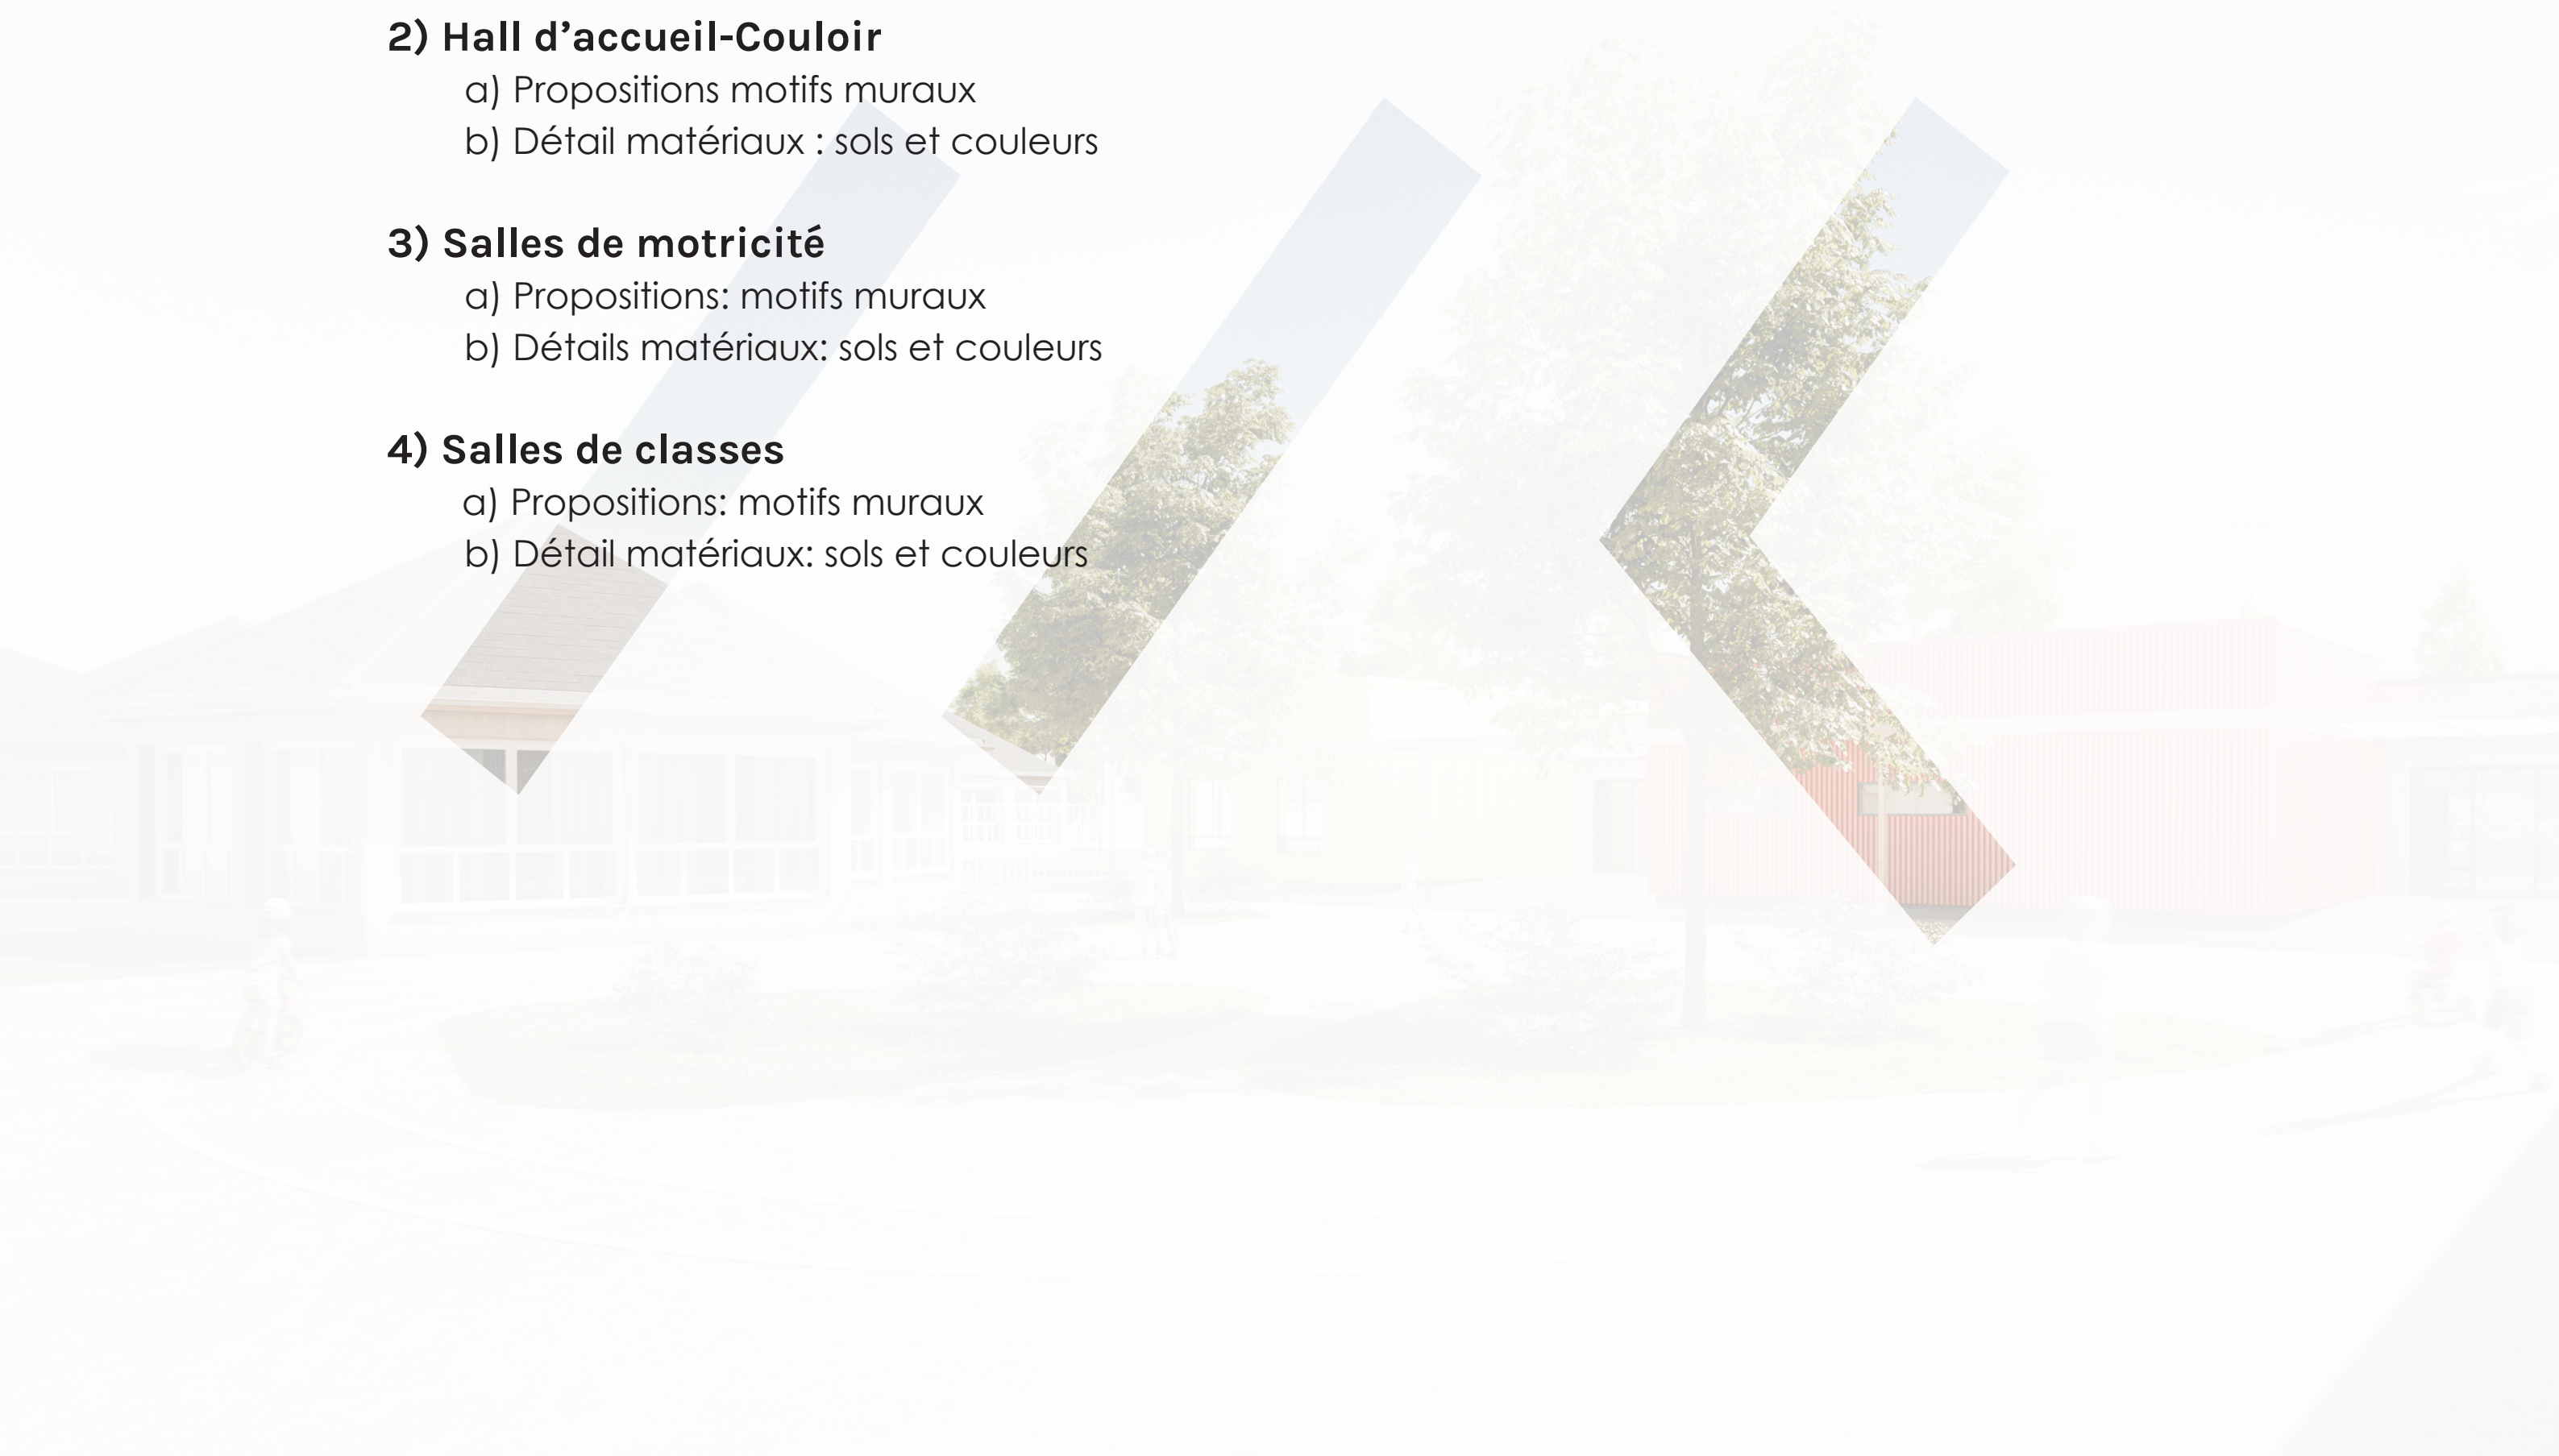 2) Hall d’accueil-Couloir
a) Propositions motifs muraux
b) Détail matériaux : sols et couleurs
3) Salles de motricité
a) Propositions: motifs muraux
b) Détails matériaux: sols et couleurs
4) Salles de classes
a) Propositions: motifs muraux
b) Détail matériaux: sols et couleurs